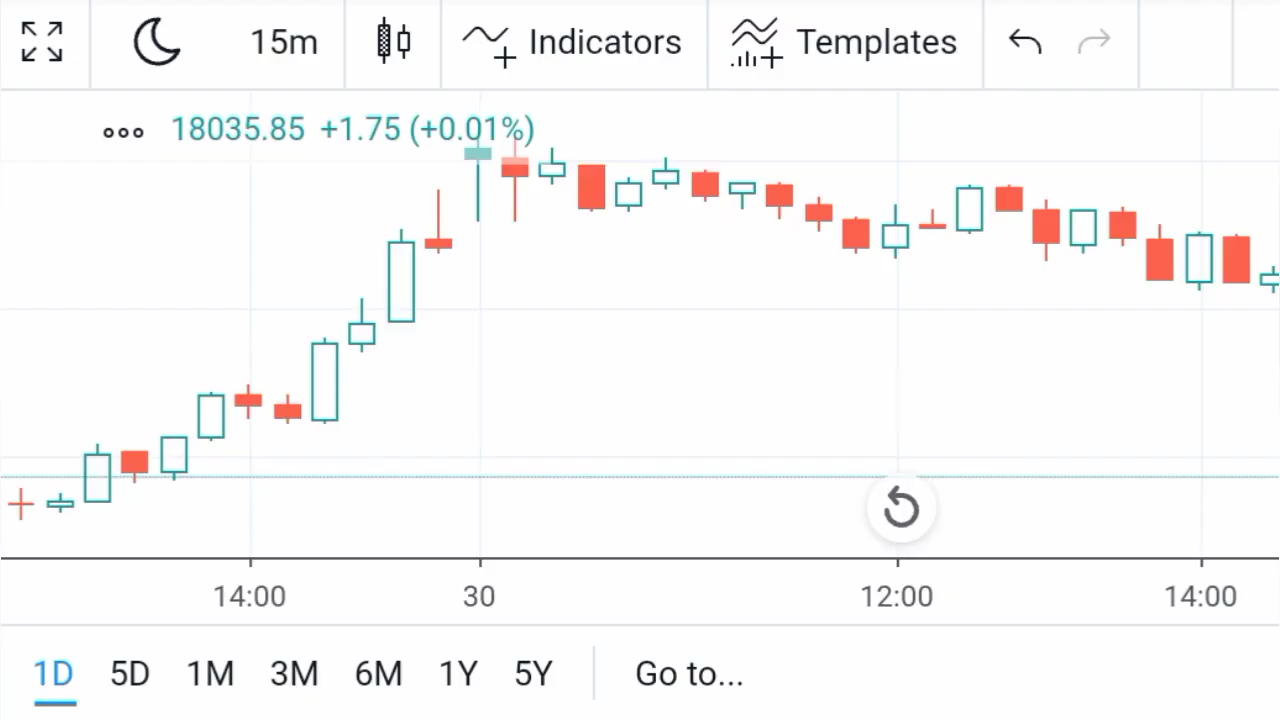 15m Indicators Templates
18035.85 +1.75 (+0.01%)
14:00 30 12:00 14:00
1D 5D 1M 3M 6M 1Y 5Y Go to...